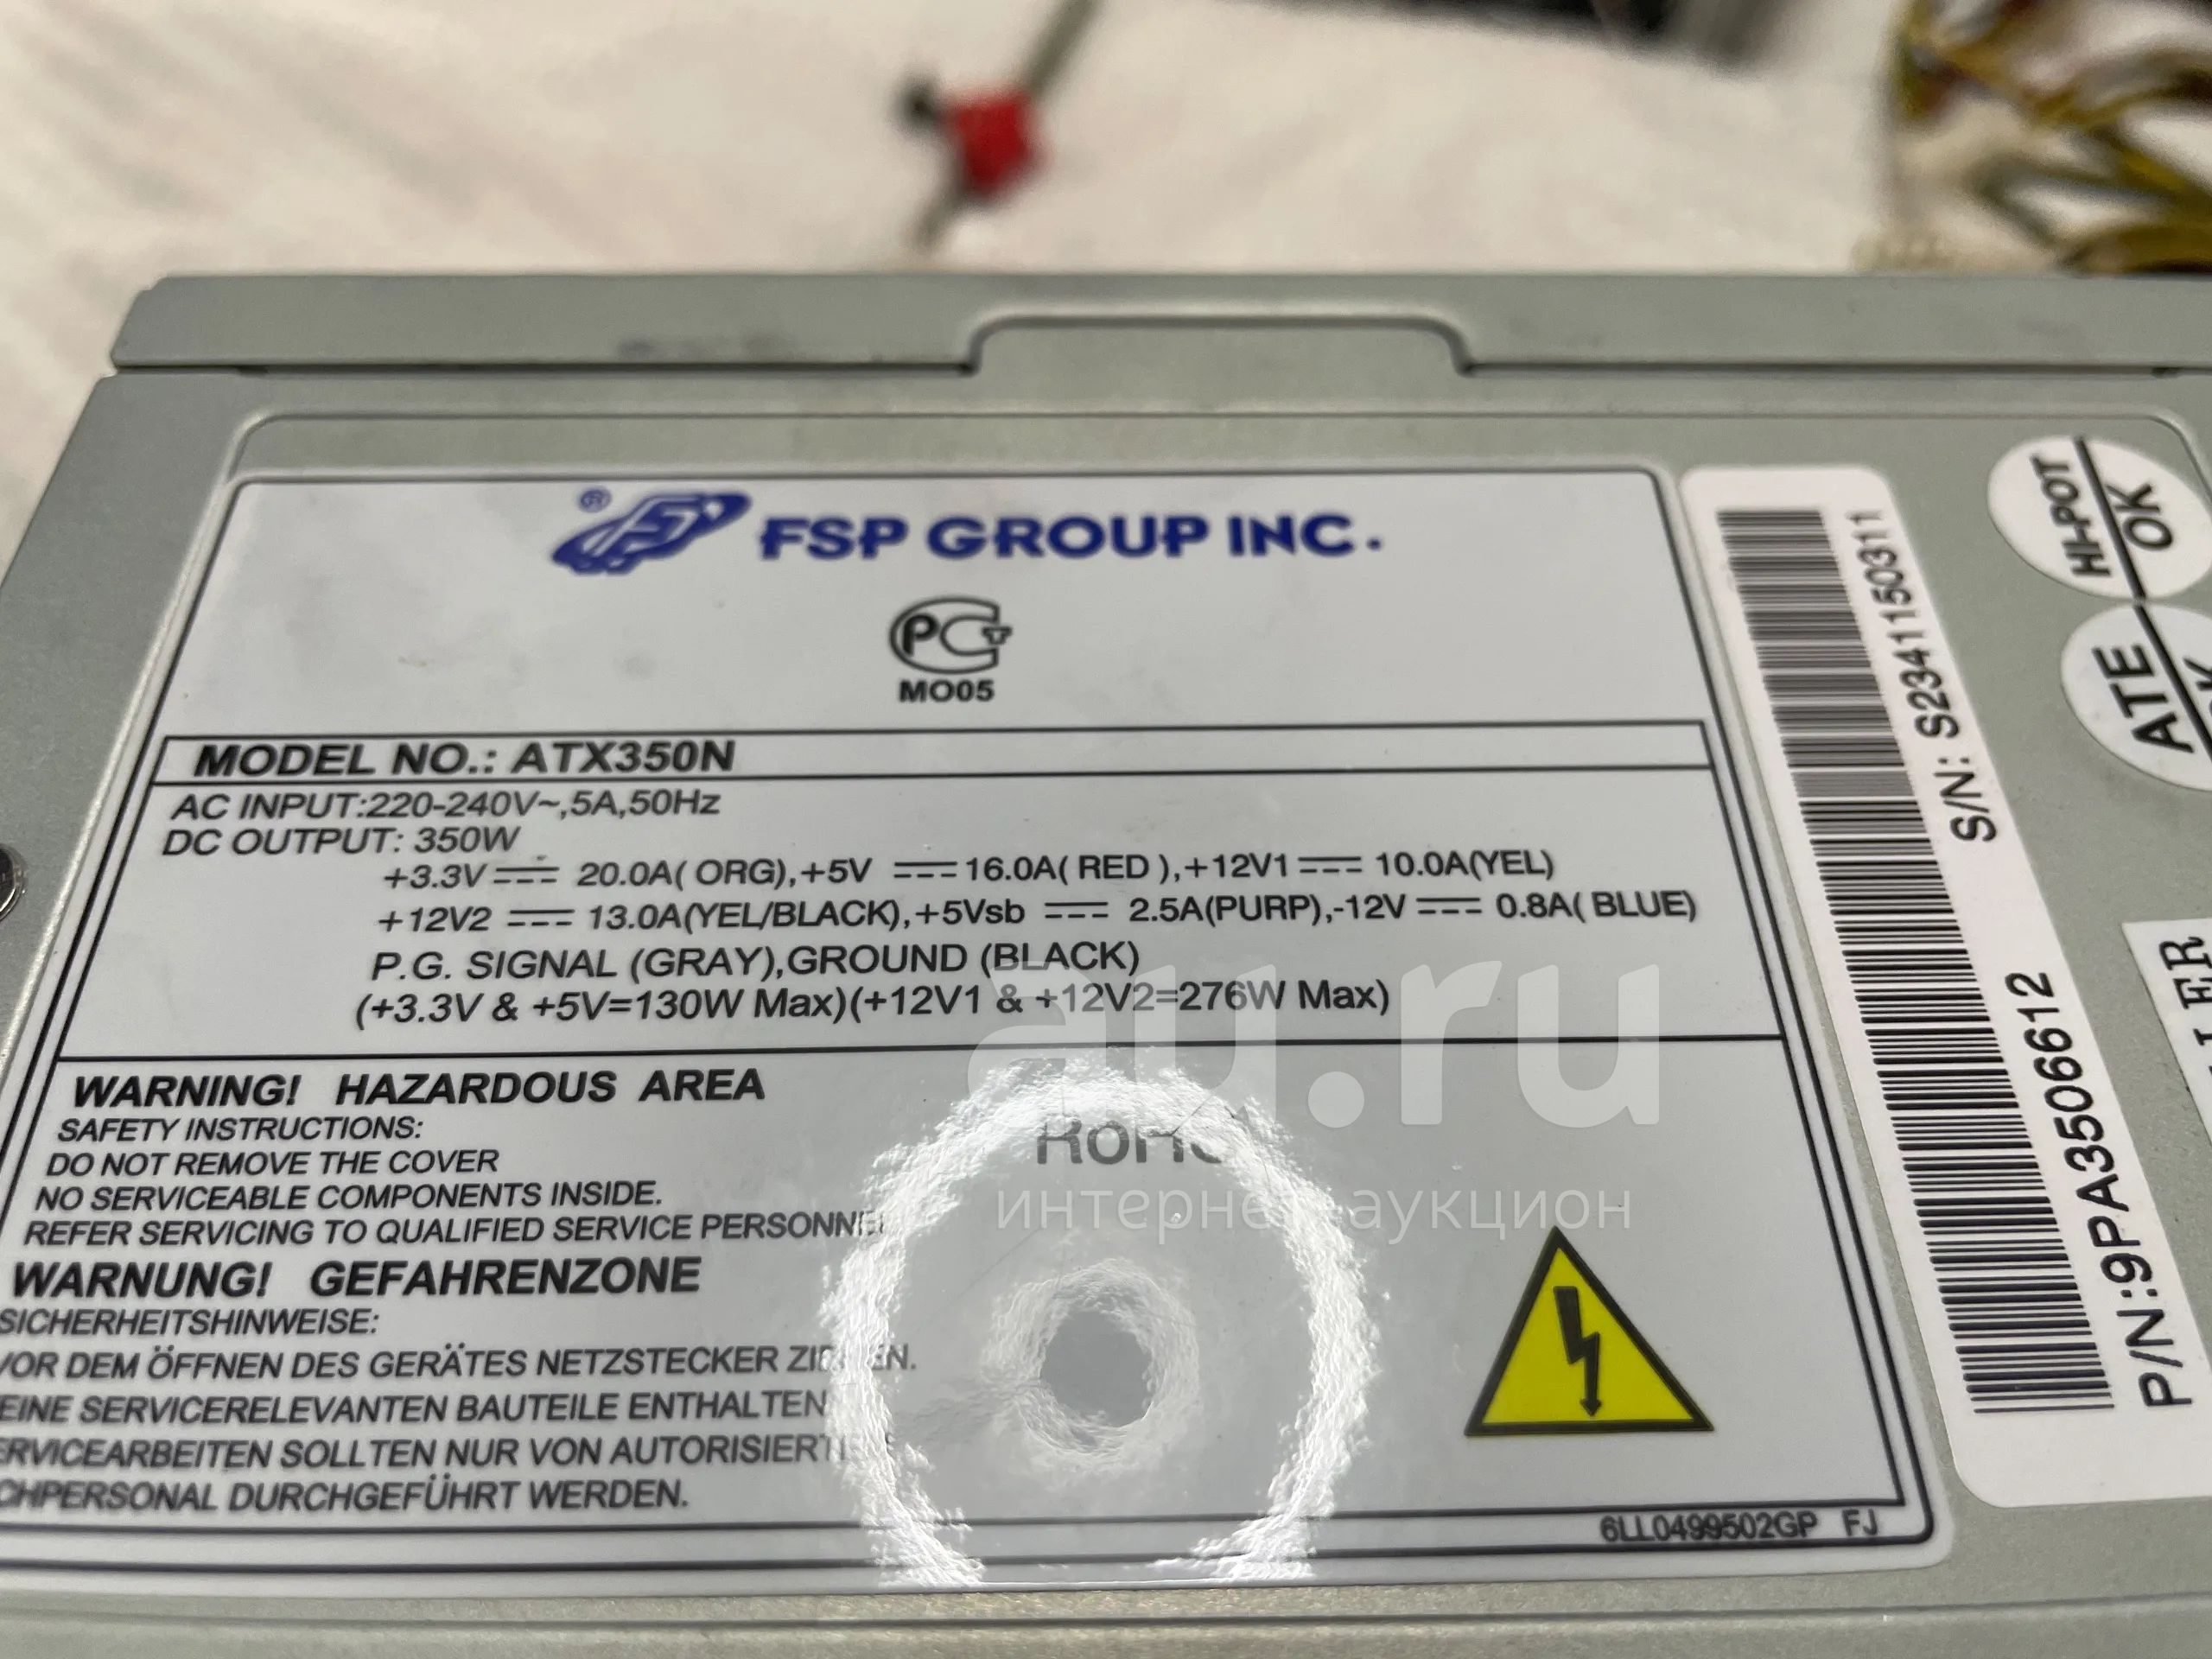 ® FSP GROUP INC.
РСТ
МО05
MODEL NO.: ATX350N
AC INPUT:220-240V~,5A,50Hz
DC OUTPUT: 350W
+3.3V 20.0A( ORG),+5V 16.0A( RED ),+12V1 10.0A(YEL)
+12V2 13.0A(YEL/BLACK),+5Vsb 2.5A(PURP),-12V 0.8A( BLUE)
P.G. SIGNAL (GRAY),GROUND (BLACK)
(+3.3V & +5V=130W Max)(+12V1 & +12V2=276W Max)
WARNING! HAZARDOUS AREA
SAFETY INSTRUCTIONS:
DO NOT REMOVE THE COVER
NO SERVICEABLE COMPONENTS INSIDE.
REFER SERVICING TO QUALIFIED SERVICE
WARNUNG! GEFAHRENZONE
SICHERHEITSHINWEISE:
VOR DEM ÖFFNEN DES GERÄTES NETZSTECKER
SERVICERELEVANTEN BAUTEILE ENTHALTEN
SOLLTEN NUR VON
DURCHGEFÜHRT WERDEN.
6LL0499502GP FJ
S/N: S2341150311
P/N:9PA3506612
HI-POT
OK
ATE
au.ru
интернет-аукцион